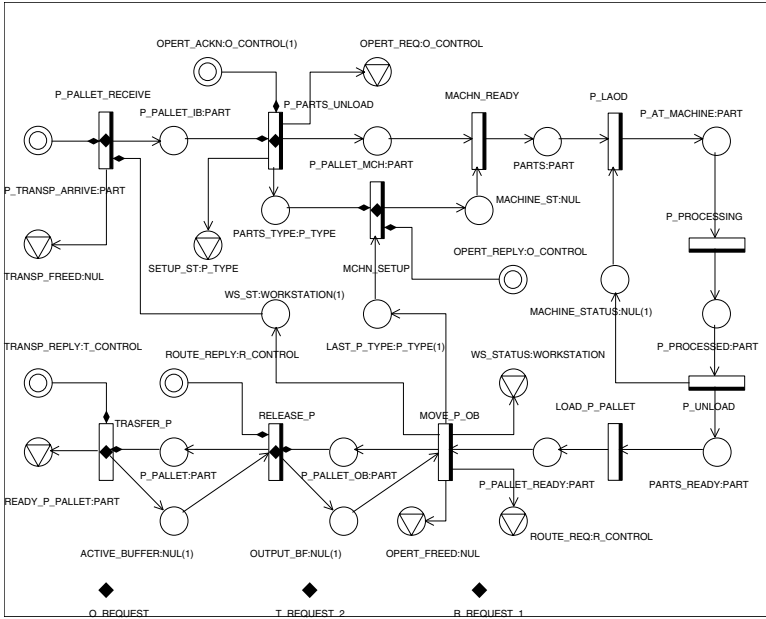 OPERT_ACKN:O_CONTROL(1)
OPERT_REQ:O_CONTROL
P_PALLET_RECEIVE
P_PALLET_IB:PART
P_PARTS_UNLOAD
MACHN_READY
P_LAOD
P_AT_MACHINE:PART
P_TRANSP_ARRIVE:PART
P_PALLET_MCH:PART
PARTS:PART
MACHINE_ST:NUL
P_PROCESSING
PARTS_TYPE:P_TYPE
OPERT_REPLY:O_CONTROL
TRANSP_FREED:NUL
SETUP_ST:P_TYPE
MCHN_SETUP
WS_ST:WORKSTATION(1)
MACHINE_STATUS:NUL(1)
TRANSP_REPLY:T_CONTROL
ROUTE_REPLY:R_CONTROL
LAST_P_TYPE:P_TYPE(1)
WS_STATUS:WORKSTATION
P_PROCESSED:PART
TRASFER_P
RELEASE_P
MOVE_P_OB
LOAD_P_PALLET
P_UNLOAD
READY_P_PALLET:PART
P_PALLET:PART
P_PALLET_OB:PART
P_PALLET_READY:PART
PARTS_READY:PART
ACTIVE_BUFFER:NUL(1)
OUTPUT_BF:NUL(1)
OPERT_FREED:NUL
ROUTE_REQ:R_CONTROL
O_REQUEST
T_REQUEST_2
R_REQUEST_1